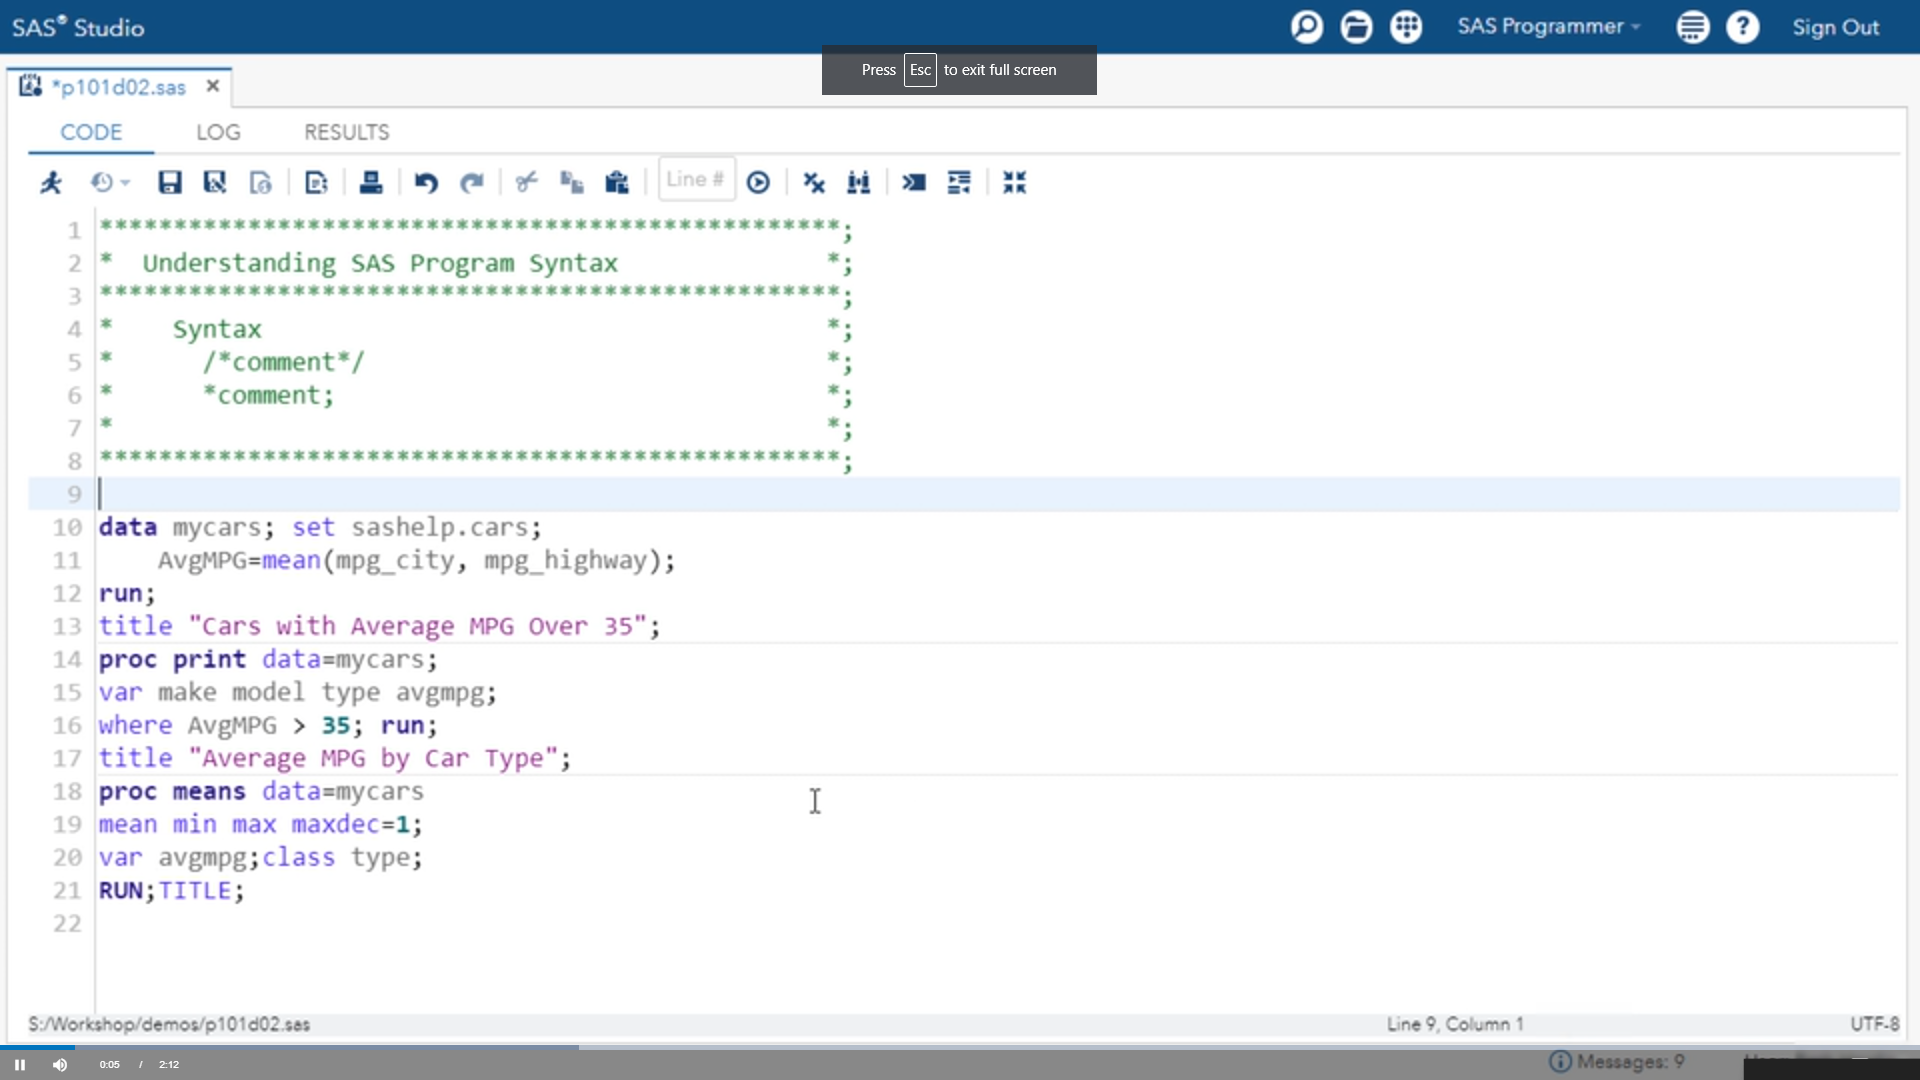 SAS® Studio
SAS Programmer
Sign Out
Press Esc to exit full screen
*p101d02.sas
CODE LOG RESULTS
Line #
1 **************************************************;
2 *  Understanding SAS Program Syntax              *;
3 **************************************************;
4 *    Syntax                                      *;
5 *      /*comment*/                               *;
6 *      *comment;                                 *;
7 *                                                *;
8 **************************************************;
9
10 data mycars; set sashelp.cars;
11     AvgMPG=mean(mpg_city, mpg_highway);
12 run;
13 title "Cars with Average MPG Over 35";
14 proc print data=mycars;
15 var make model type avgmpg;
16 where AvgMPG > 35; run;
17 title "Average MPG by Car Type";
18 proc means data=mycars
19 mean min max maxdec=1;
20 var avgmpg;class type;
21 RUN;TITLE;
22
S:/Workshop/demos/p101d02.sas
Line 9, Column 1
UTF-8
0:05 / 2:12
Messages: 9